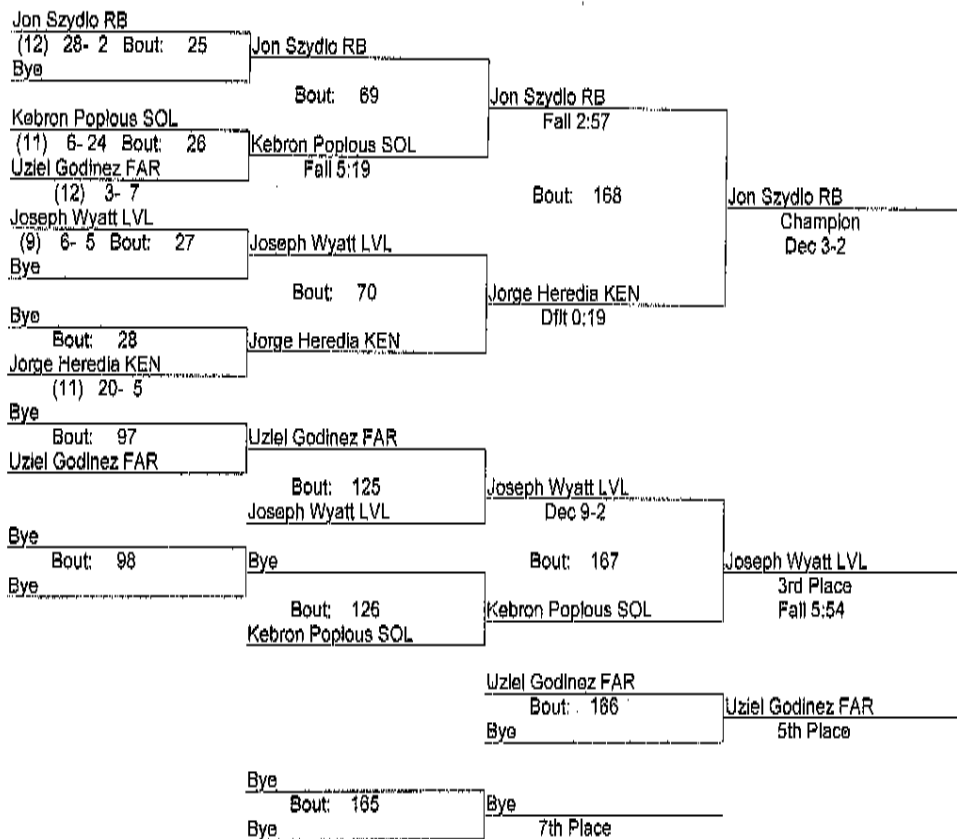 Jon Szydlo RB
(12) 28- 2 Bout: 25
Bye
Jon Szydlo RB
Bout: 69
Kebron Poplous SOL
(11) 6-24 Bout: 26
Uziel Godinez FAR
(12) 3- 7
Kebron Poplous SOL
Fall 5:19
Jon Szydlo RB
Fall 2:57
Bout: 168
Joseph Wyatt LVL
(9) 6- 5 Bout: 27
Bye
Joseph Wyatt LVL
Bout: 70
Bye
Bout: 28
Jorge Heredia KEN
(11) 20- 5
Jorge Heredia KEN
Jorge Heredia KEN
Dflt 0:19
Jon Szydlo RB
Champion
Dec 3-2
Bye
Bout: 97
Uziel Godinez FAR
Uziel Godinez FAR
Bout: 125
Joseph Wyatt LVL
Joseph Wyatt LVL
Dec 9-2
Bout: 167
Bye
Bout: 98
Bye
Bye
Bout: 126
Kebron Poplous SOL
Kebron Poplous SOL
Joseph Wyatt LVL
3rd Place
Fall 5:54
Uziel Godinez FAR
Bout: 166
Bye
Uziel Godinez FAR
5th Place
Bye
Bout: 165
Bye
Bye
7th Place